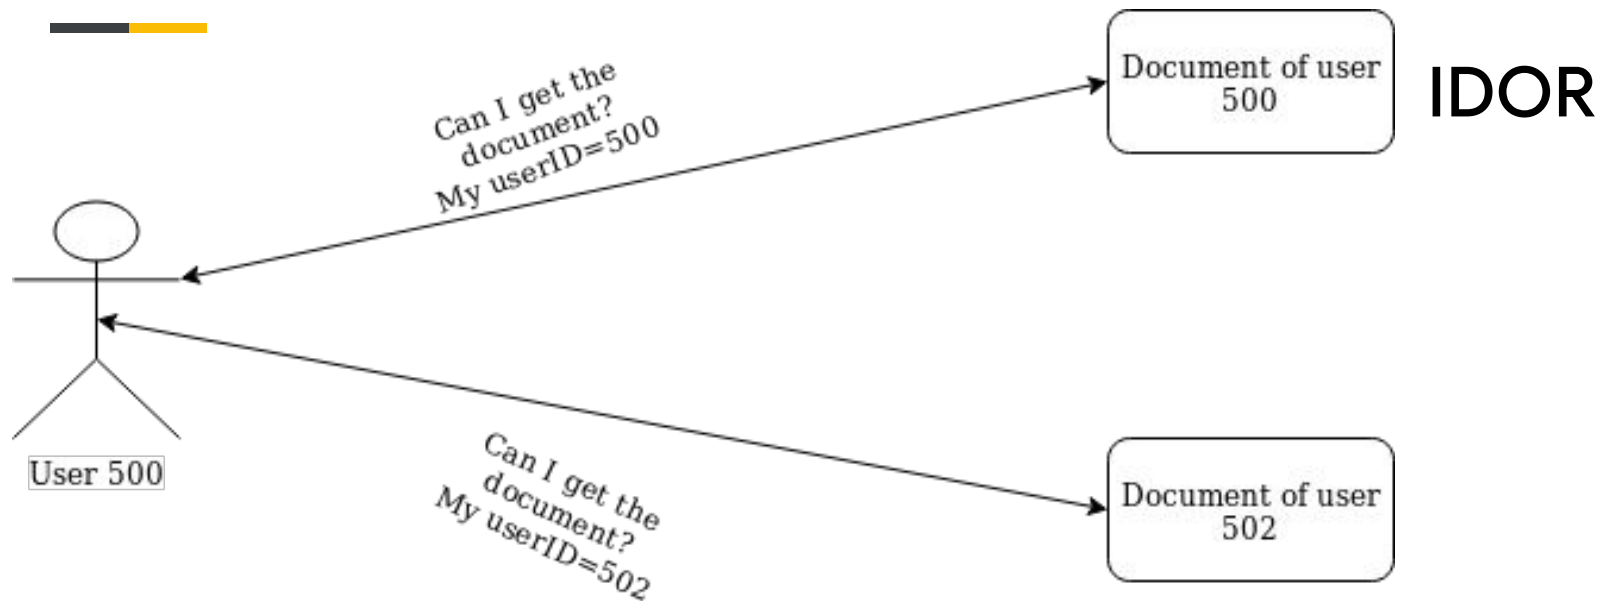 Can I get the
document?
My userID=500
Document of user
500
IDOR
User 500
Can I get the
document?
My userID=502
Document of user
502